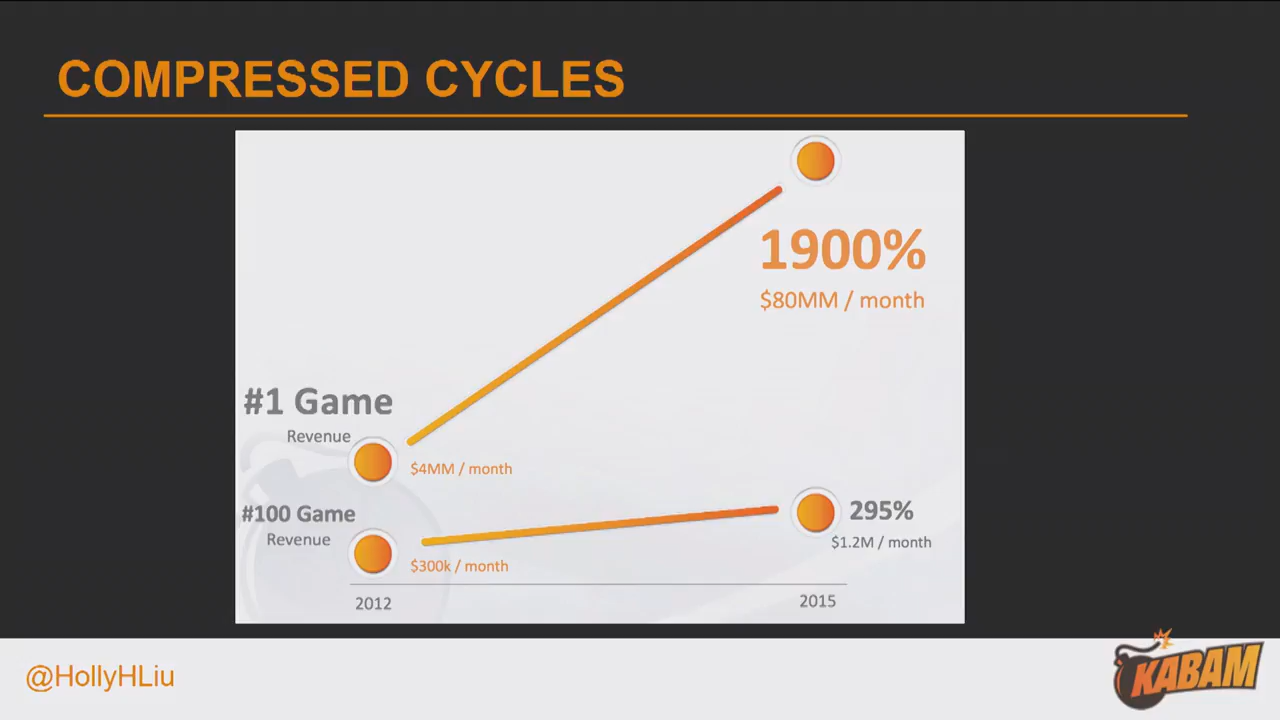 COMPRESSED CYCLES
1900%
$80MM / month
#1 Game
Revenue
$4MM / month
#100 Game
Revenue
$300k / month
295%
$1.2M / month
2012
2015
@HollyHLiu
KABAM